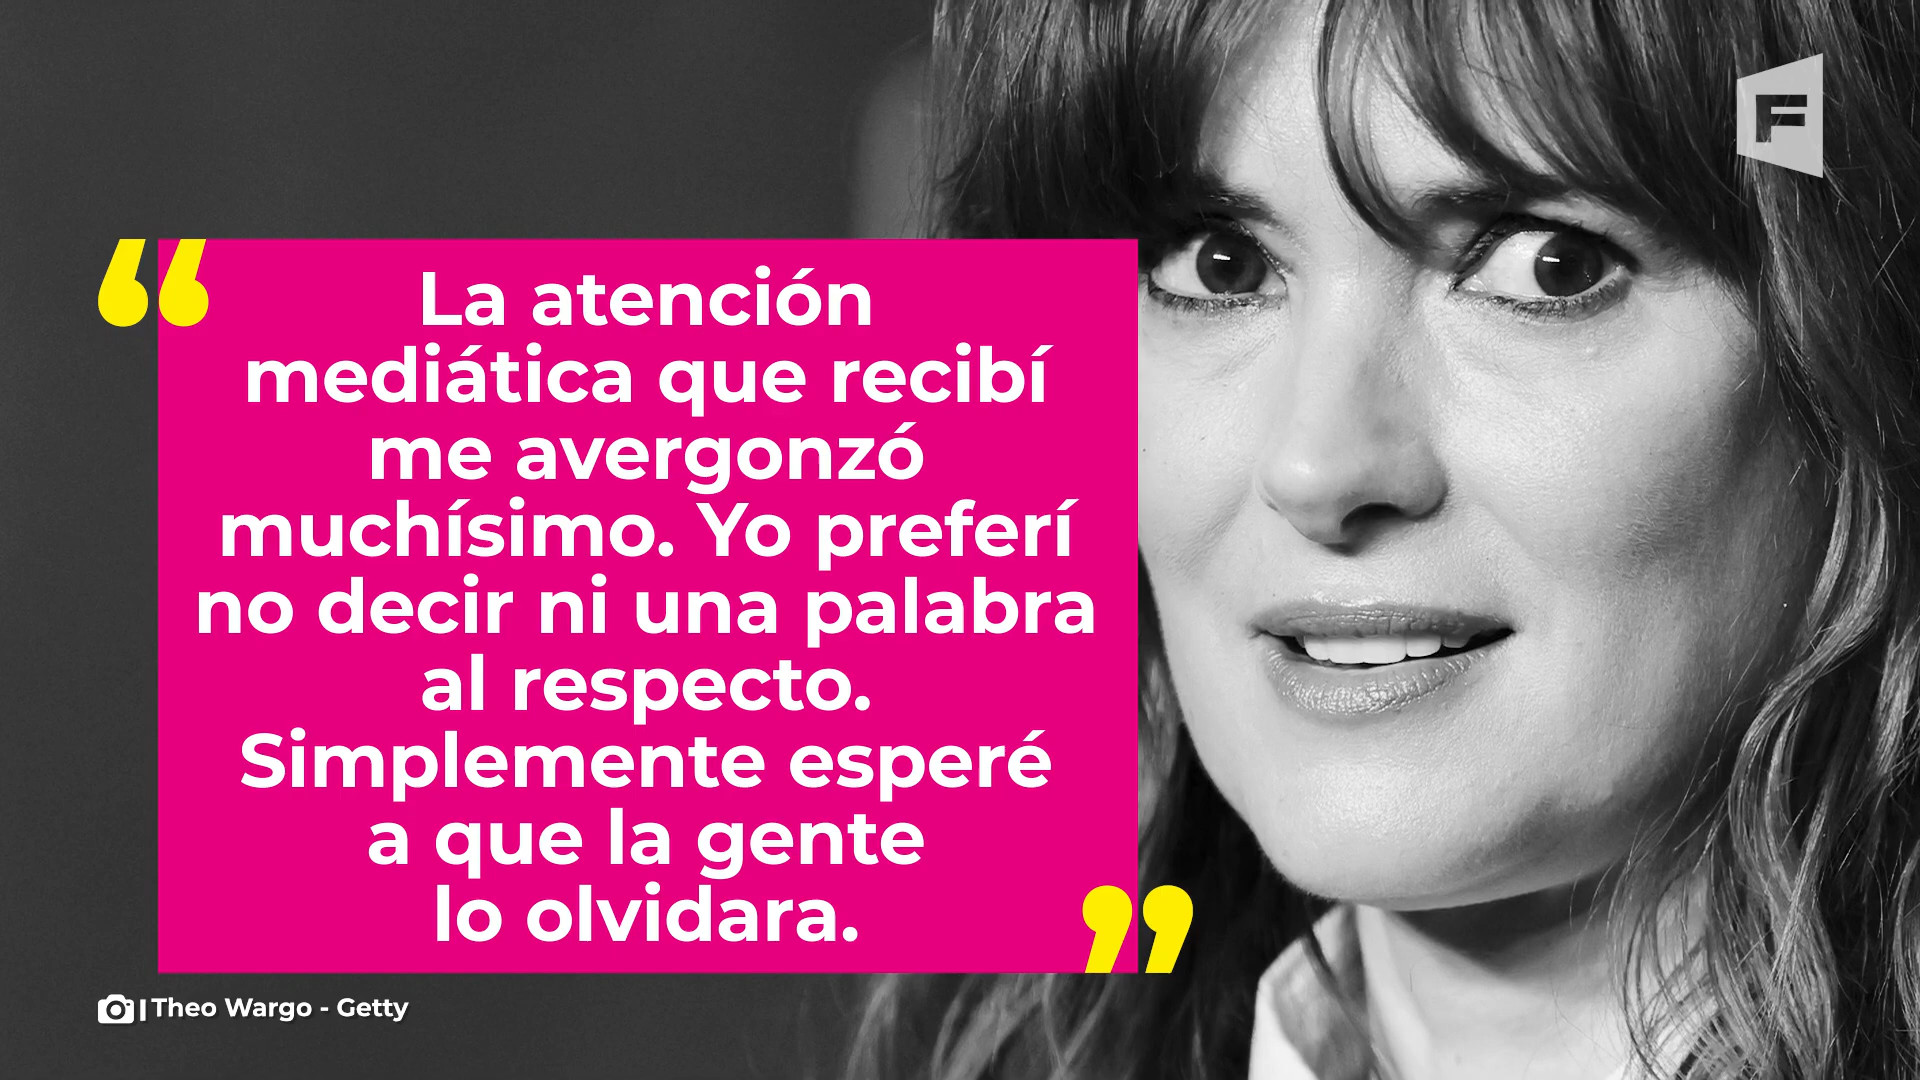 “
La atención
mediática que recibí
me avergonzó
muchísimo. Yo preferí
no decir ni una palabra
al respecto.
Simplemente esperé
a que la gente
lo olvidara.
”
| Theo Wargo - Getty
F